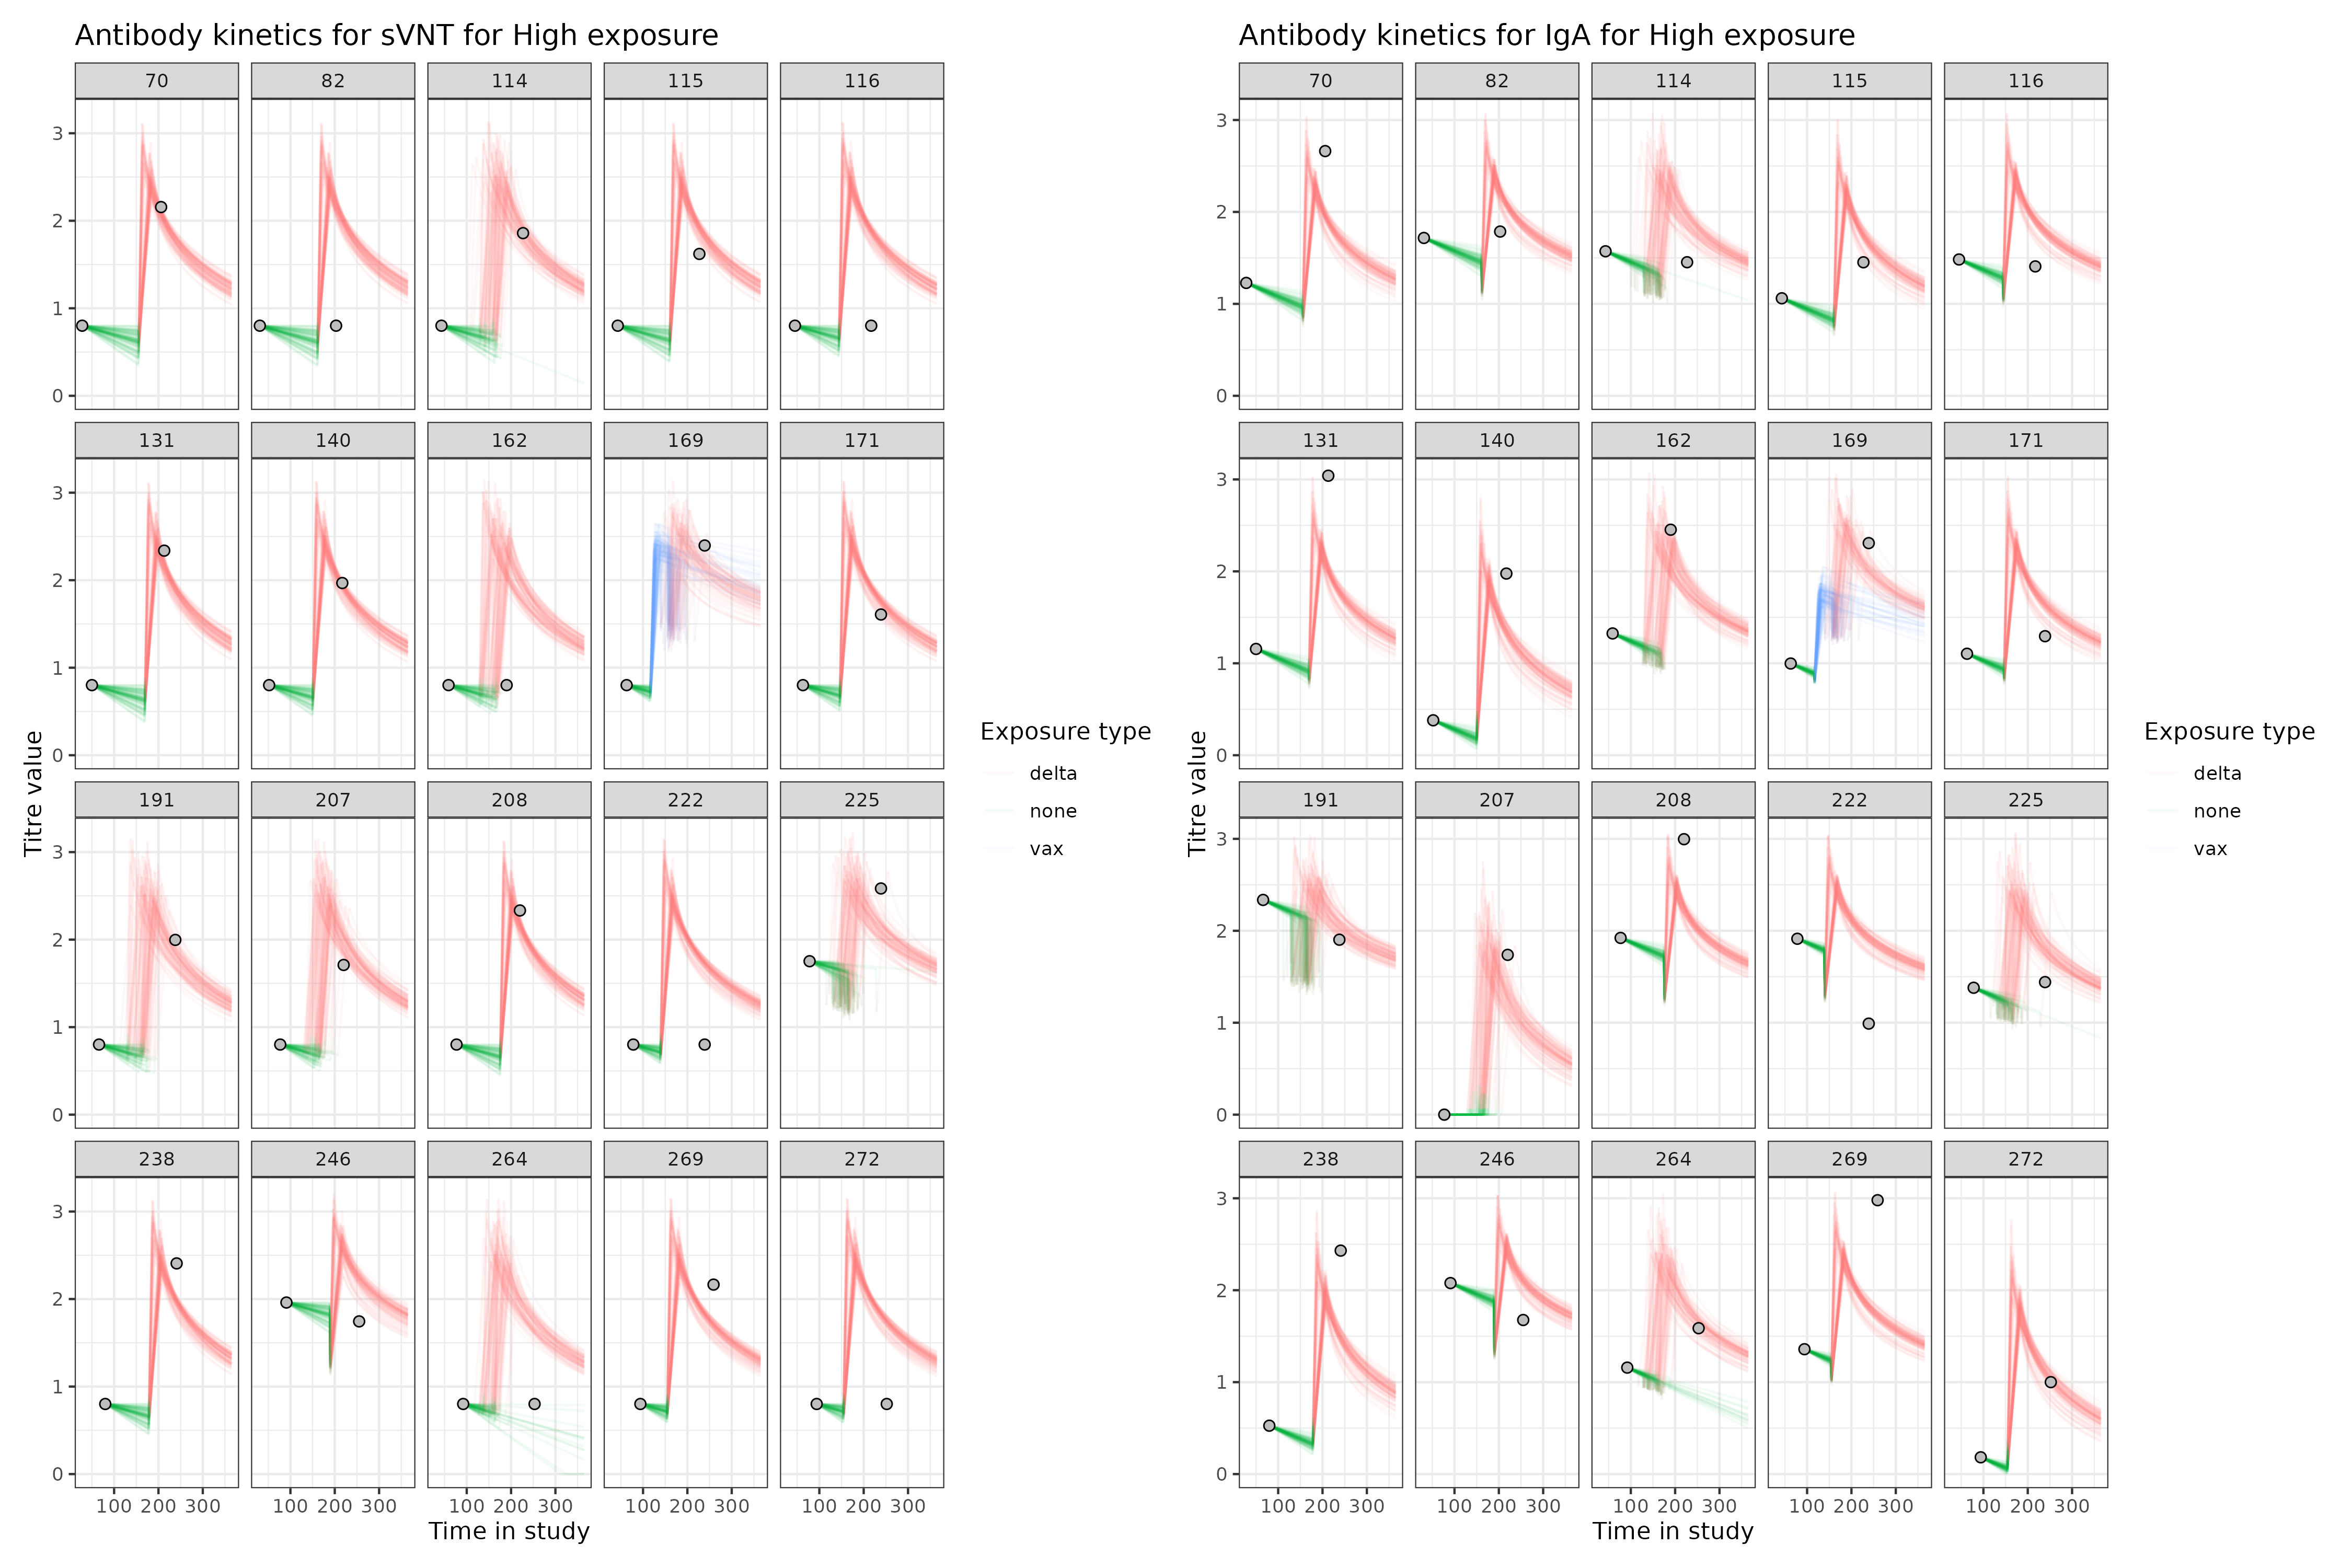 Antibody kinetics for sVNT for High exposure
70 82 114 115 116
3
2
1
0
131 140 162 169 171
3
2
1
0
191 207 208 222 225
3
2
1
0
238 246 264 269 272
3
2
1
0
100 200 300 100 200 300 100 200 300 100 200 300 100 200 300
Time in study
Titre value
Exposure type
delta
none
vax
Antibody kinetics for IgA for High exposure
70 82 114 115 116
3
2
1
0
131 140 162 169 171
3
2
1
0
191 207 208 222 225
3
2
1
0
238 246 264 269 272
3
2
1
0
100 200 300 100 200 300 100 200 300 100 200 300 100 200 300
Time in study
Titre value
Exposure type
delta
none
vax